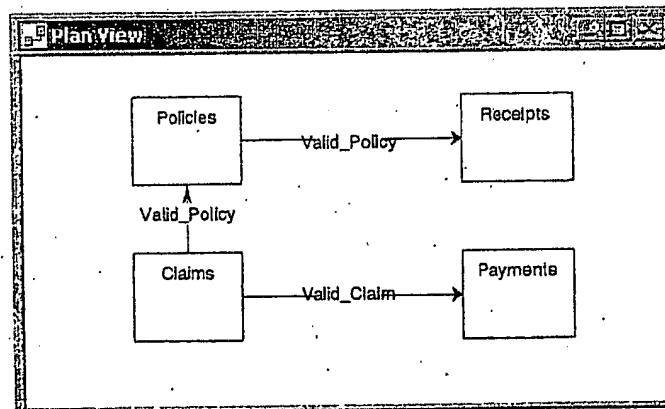 Plan View
Policies
Receipts
Valid_Policy
Valid_Policy
Claims
Payments
Valid_Claim